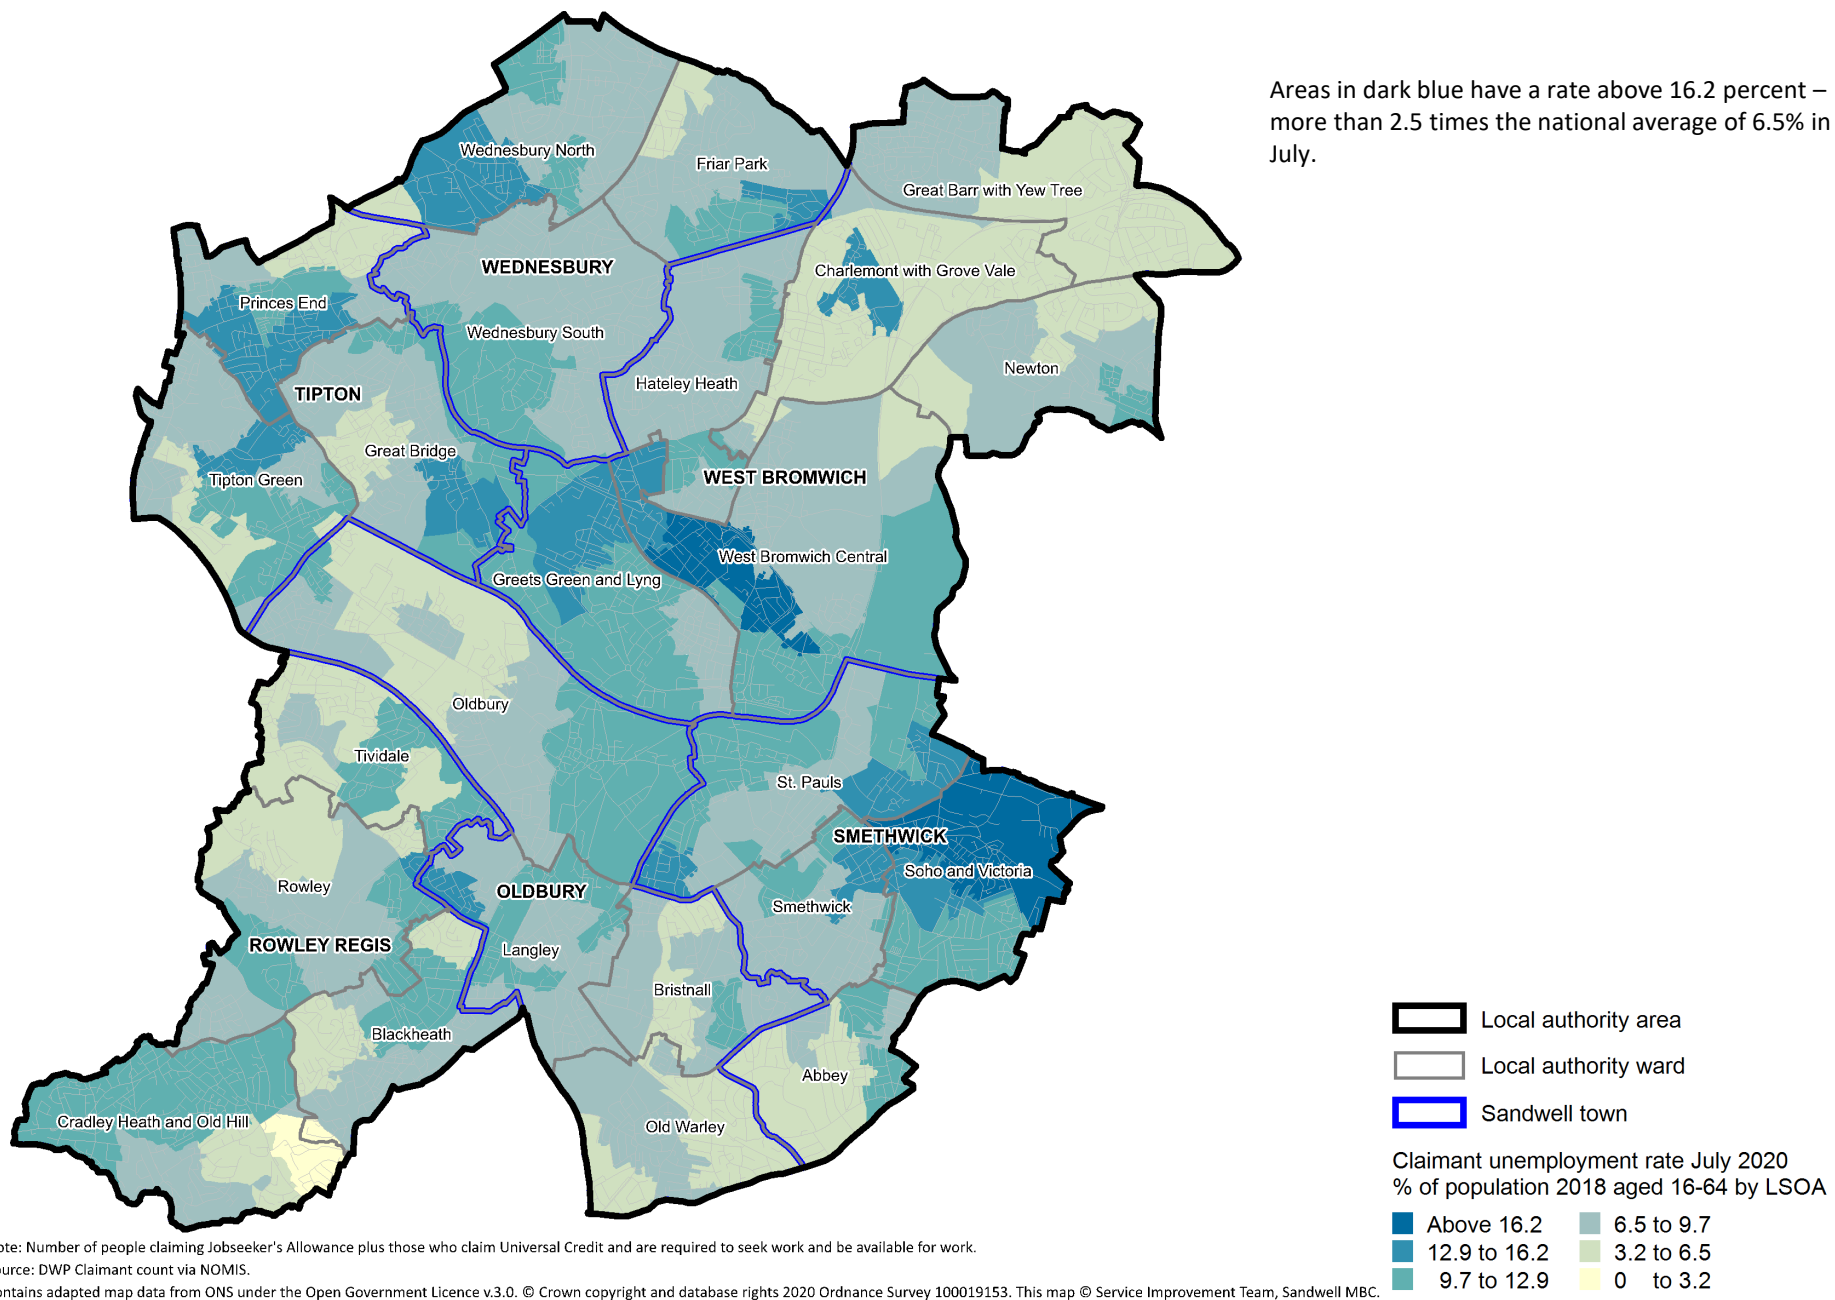 Areas in dark blue have a rate above 16.2 percent –
more than 2.5 times the national average of 6.5% in
July.
Wednesbury North
Friar Park
Great Barr with Yew Tree
WEDNESBURY
Charlemont with Grove Vale
Princes End
Wednesbury South
Newton
Hateley Heath
TIPTON
Great Bridge
Tipton Green
WEST BROMWICH
West Bromwich Central
Greets Green and Lyng
Oldbury
Tividale
St. Pauls
SMETHWICK
Soho and Victoria
Rowley
OLDBURY
Smethwick
ROWLEY REGIS
Langley
Bristnall
Blackheath
Abbey
Cradley Heath and Old Hill
Old Warley
Local authority area
Local authority ward
Sandwell town
Claimant unemployment rate July 2020
% of population 2018 aged 16-64 by LSOA
Above 16.2
12.9 to 16.2
9.7 to 12.9
6.5 to 9.7
3.2 to 6.5
0 to 3.2
ote: Number of people claiming Jobseeker's Allowance plus those who claim Universal Credit and are required to seek work and be available for work.
ource: DWP Claimant count via NOMIS.
ontains adapted map data from ONS under the Open Government Licence v.3.0. © Crown copyright and database rights 2020 Ordnance Survey 100019153. This map © Service Improvement Team, Sandwell MBC.